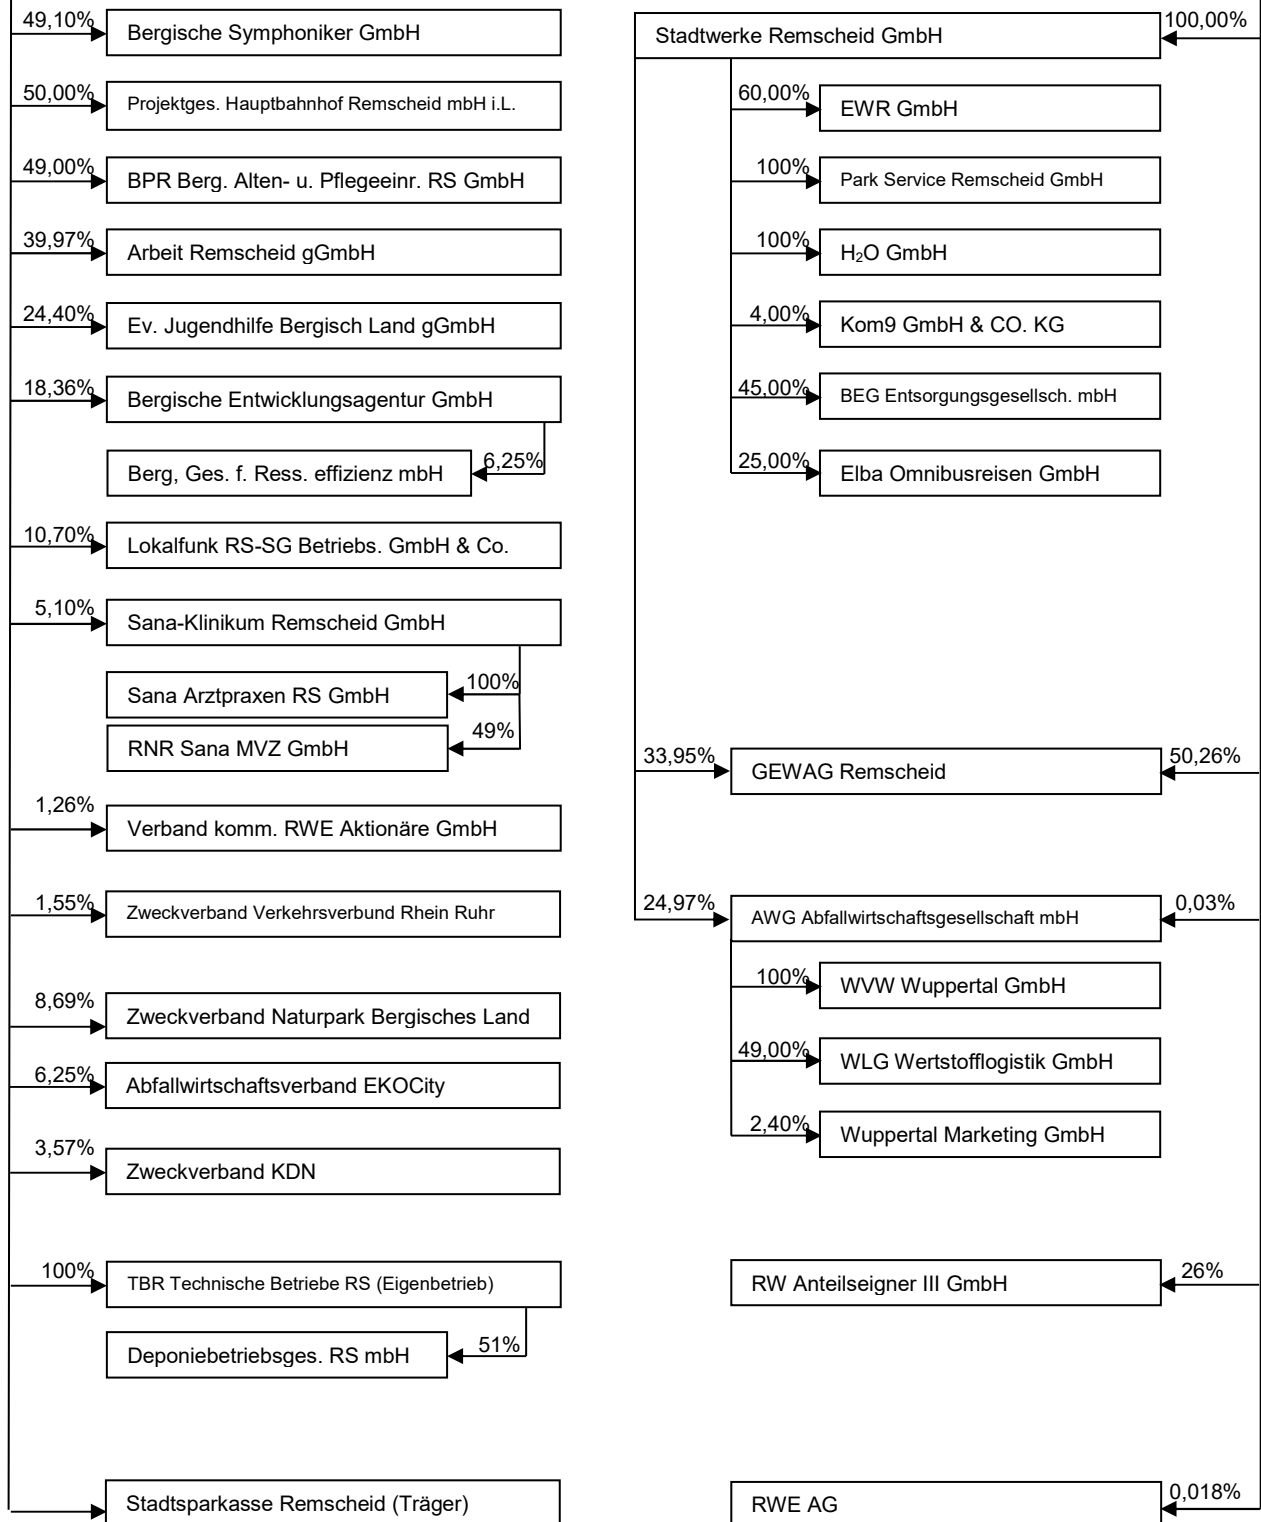 49,10%
Bergische Symphoniker GmbH
50,00%
Projektges. Hauptbahnhof Remscheid mbH i.L.
49,00%
BPR Berg. Alten- u. Pflegeeinr. RS GmbH
39,97%
Arbeit Remscheid gGmbH
24,40%
Ev. Jugendhilfe Bergisch Land gGmbH
18,36%
Bergische Entwicklungsagentur GmbH
Berg, Ges. f. Ress. effizienz mbH
6,25%
10,70%
Lokalfunk RS-SG Betriebs. GmbH & Co.
5,10%
Sana-Klinikum Remscheid GmbH
Sana Arztpraxen RS GmbH
100%
RNR Sana MVZ GmbH
49%
1,26%
Verband komm. RWE Aktionäre GmbH
1,55%
Zweckverband Verkehrsverbund Rhein Ruhr
8,69%
Zweckverband Naturpark Bergisches Land
6,25%
Abfallwirtschaftsverband EKOCity
3,57%
Zweckverband KDN
100%
TBR Technische Betriebe RS (Eigenbetrieb)
Deponiebetriebsges. RS mbH
51%
Stadtsparkasse Remscheid (Träger)
Stadtwerke Remscheid GmbH
100,00%
60,00%
EWR GmbH
100%
Park Service Remscheid GmbH
100%
H₂O GmbH
4,00%
Kom9 GmbH & CO. KG
45,00%
BEG Entsorgungsgesellsch. mbH
25,00%
Elba Omnibusreisen GmbH
33,95%
GEWAG Remscheid
50,26%
24,97%
AWG Abfallwirtschaftsgesellschaft mbH
0,03%
100%
WVW Wuppertal GmbH
49,00%
WLG Wertstofflogistik GmbH
2,40%
Wuppertal Marketing GmbH
RW Anteilseigner III GmbH
26%
RWE AG
0,018%